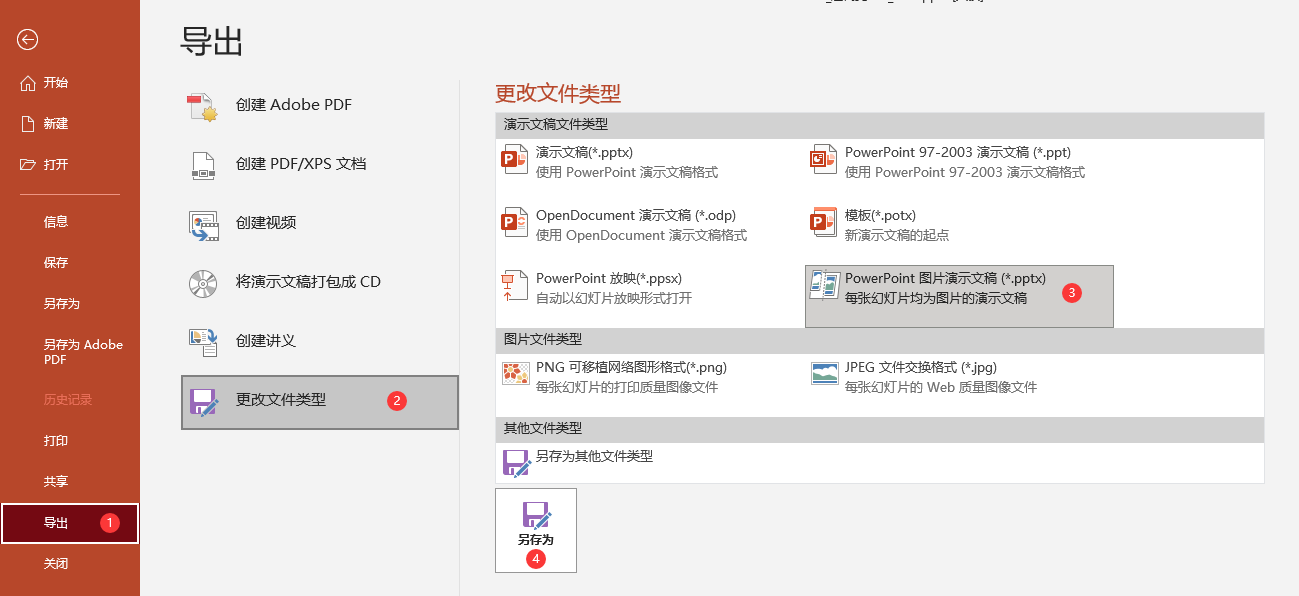 导出
开始
新建
打开
信息
保存
另存为
另存为 Adobe
PDF
历史记录
打印
共享
导出 1
关闭
创建 Adobe PDF
创建 PDF/XPS 文档
创建视频
将演示文稿打包成 CD
创建讲义
更改文件类型 2
更改文件类型
演示文稿文件类型
演示文稿(*.pptx)
使用 PowerPoint 演示文稿格式
PowerPoint 97-2003 演示文稿 (*.ppt)
使用 PowerPoint 97-2003 演示文稿格式
OpenDocument 演示文稿 (*.odp)
使用 OpenDocument 演示文稿格式
模板(*.potx)
新演示文稿的起点
PowerPoint 放映(*.ppsx)
自动以幻灯片放映形式打开
PowerPoint 图片演示文稿 (*.pptx)
每张幻灯片均为图片的演示文稿 3
图片文件类型
PNG 可移植网络图形格式(*.png)
每张幻灯片的打印质量图像文件
JPEG 文件交换格式 (*.jpg)
每张幻灯片的 Web 质量图像文件
其他文件类型
另存为其他文件类型
另存为
4